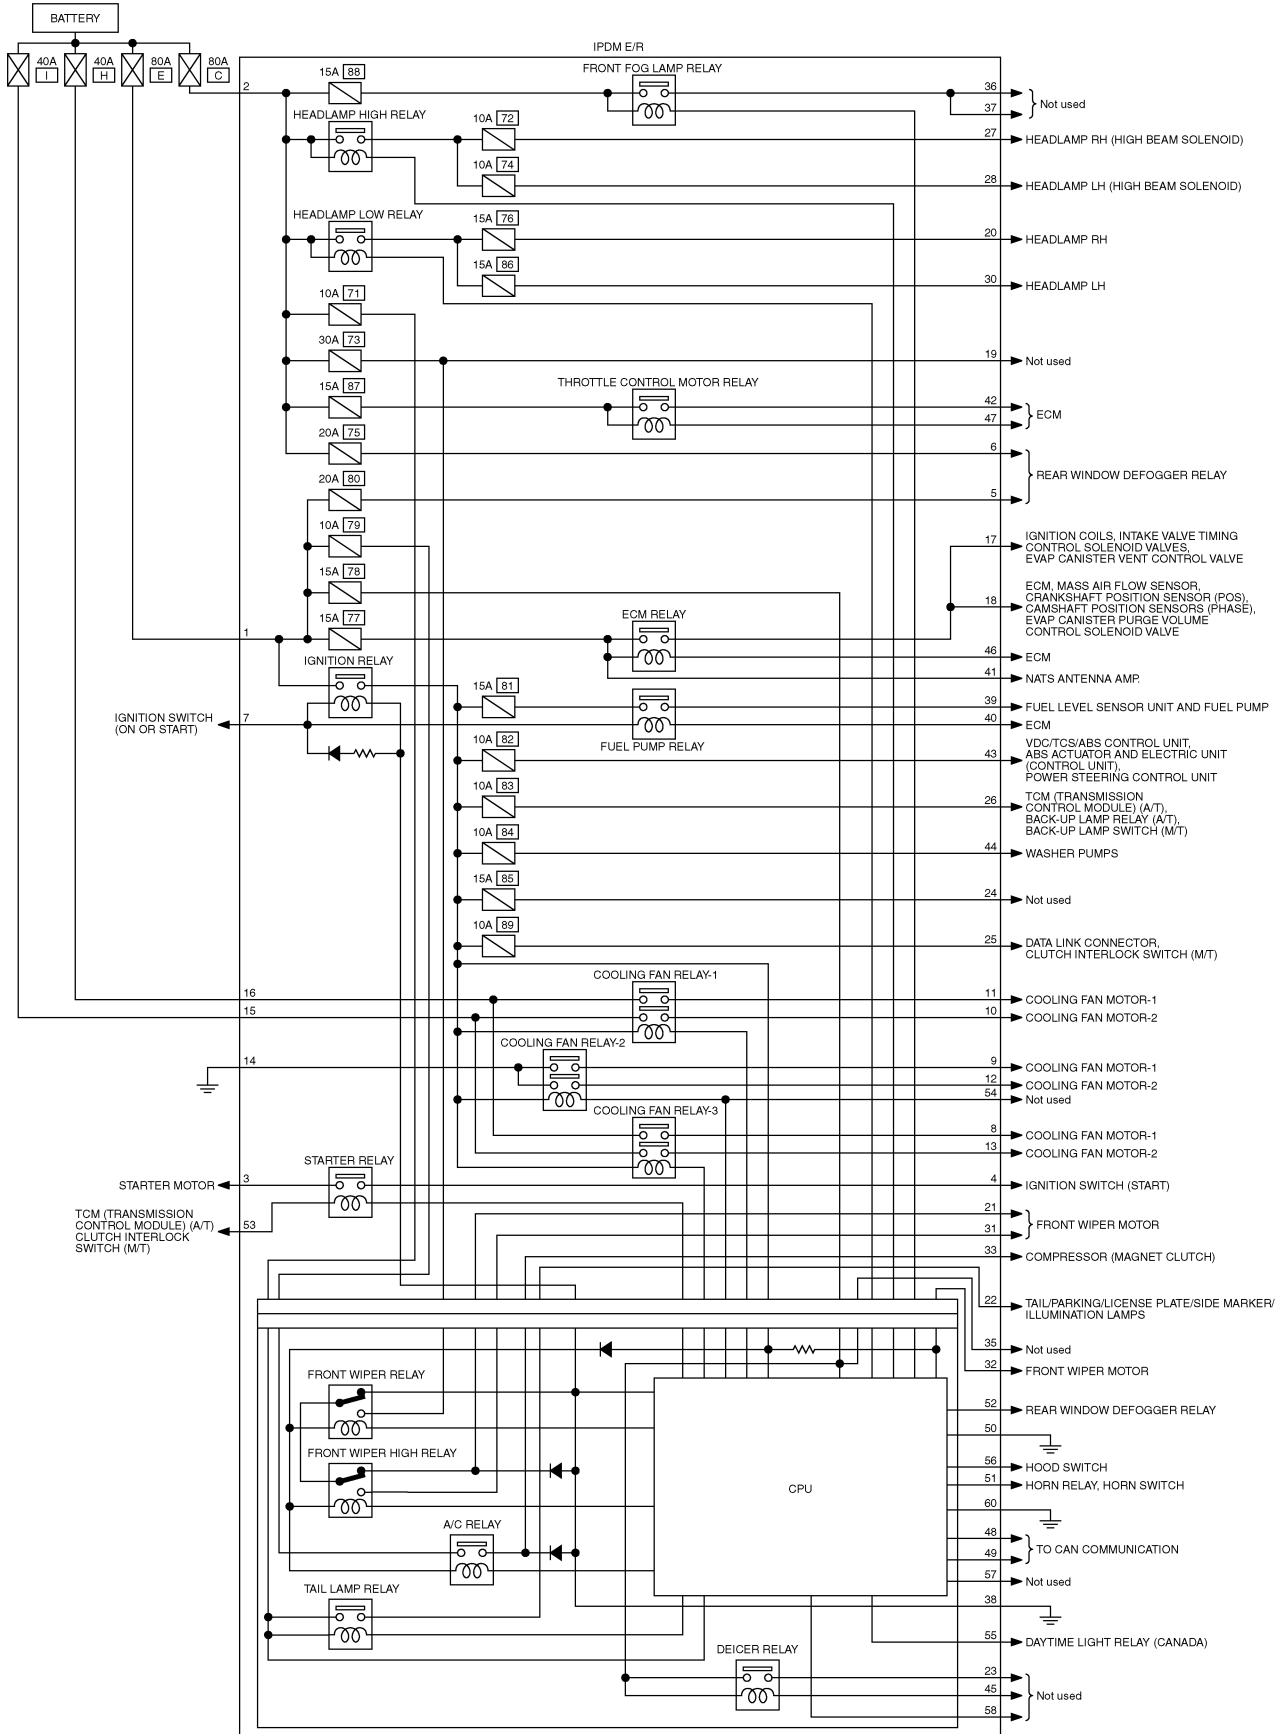 BATTERY
40A
I
40A
H
80A
E
80A
C
IPDM E/R
2
15A 88
FRONT FOG LAMP RELAY
36
37
Not used
HEADLAMP HIGH RELAY
10A 72
27
HEADLAMP RH (HIGH BEAM SOLENOID)
10A 74
28
HEADLAMP LH (HIGH BEAM SOLENOID)
HEADLAMP LOW RELAY
15A 76
20
HEADLAMP RH
15A 86
30
HEADLAMP LH
10A 71
30A 73
19
Not used
15A 87
THROTTLE CONTROL MOTOR RELAY
42
47
ECM
20A 75
6
20A 80
5
REAR WINDOW DEFOGGER RELAY
10A 79
17
IGNITION COILS, INTAKE VALVE TIMING
CONTROL SOLENOID VALVES,
EVAP CANISTER VENT CONTROL VALVE
15A 78
18
ECM, MASS AIR FLOW SENSOR,
CRANKSHAFT POSITION SENSOR (POS),
CAMSHAFT POSITION SENSORS (PHASE),
EVAP CANISTER PURGE VOLUME
CONTROL SOLENOID VALVE
1
15A 77
ECM RELAY
46
ECM
41
NATS ANTENNA AMP.
IGNITION RELAY
15A 81
39
FUEL LEVEL SENSOR UNIT AND FUEL PUMP
IGNITION SWITCH
(ON OR START)
7
40
ECM
FUEL PUMP RELAY
10A 82
43
VDC/TCS/ABS CONTROL UNIT,
ABS ACTUATOR AND ELECTRIC UNIT
(CONTROL UNIT),
POWER STEERING CONTROL UNIT
10A 83
26
TCM (TRANSMISSION
CONTROL MODULE) (A/T),
BACK-UP LAMP RELAY (A/T),
BACK-UP LAMP SWITCH (M/T)
10A 84
44
WASHER PUMPS
15A 85
24
Not used
10A 89
25
DATA LINK CONNECTOR,
CLUTCH INTERLOCK SWITCH (M/T)
COOLING FAN RELAY-1
16
11
COOLING FAN MOTOR-1
15
10
COOLING FAN MOTOR-2
COOLING FAN RELAY-2
14
9
COOLING FAN MOTOR-1
12
COOLING FAN MOTOR-2
54
Not used
COOLING FAN RELAY-3
8
COOLING FAN MOTOR-1
13
COOLING FAN MOTOR-2
STARTER RELAY
STARTER MOTOR
3
4
IGNITION SWITCH (START)
TCM (TRANSMISSION
CONTROL MODULE) (A/T)
CLUTCH INTERLOCK
SWITCH (M/T)
53
21
31
FRONT WIPER MOTOR
33
COMPRESSOR (MAGNET CLUTCH)
22
TAIL/PARKING/LICENSE PLATE/SIDE MARKER/
ILLUMINATION LAMPS
35
Not used
32
FRONT WIPER MOTOR
FRONT WIPER RELAY
52
REAR WINDOW DEFOGGER RELAY
50
FRONT WIPER HIGH RELAY
56
HOOD SWITCH
51
HORN RELAY, HORN SWITCH
CPU
60
A/C RELAY
48
49
TO CAN COMMUNICATION
57
Not used
TAIL LAMP RELAY
38
55
DAYTIME LIGHT RELAY (CANADA)
DEICER RELAY
23
45
58
Not used